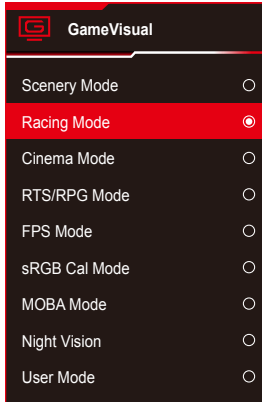 GameVisual
Scenery Mode
Racing Mode
Cinema Mode
RTS/RPG Mode
FPS Mode
sRGB Cal Mode
MOBA Mode
Night Vision
User Mode